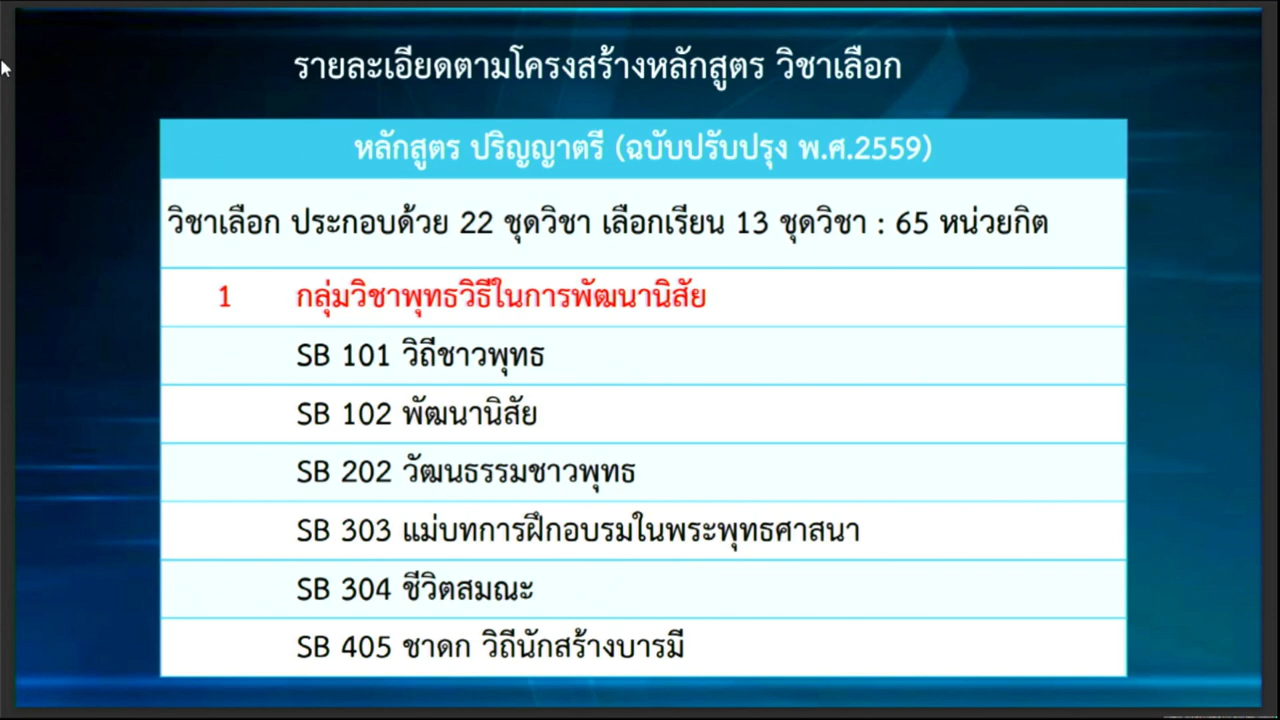 รายละเอียดตามโครงสร้างหลักสูตร วิชาเลือก
หลักสูตร ปริญญาตรี (ฉบับปรับปรุง พ.ศ.2559)
วิชาเลือก ประกอบด้วย 22 ชุดวิชา เลือกเรียน 13 ชุดวิชา : 65 หน่วยกิต
1 กลุ่มวิชาพุทธวิธีในการพัฒนานิสัย
SB 101 วิถีชาวพุทธ
SB 102 พัฒนานิสัย
SB 202 วัฒนธรรมชาวพุทธ
SB 303 แม่บทการฝึกอบรมในพระพุทธศาสนา
SB 304 ชีวิตสมณะ
SB 405 ชาดก วิถีนักสร้างบารมี